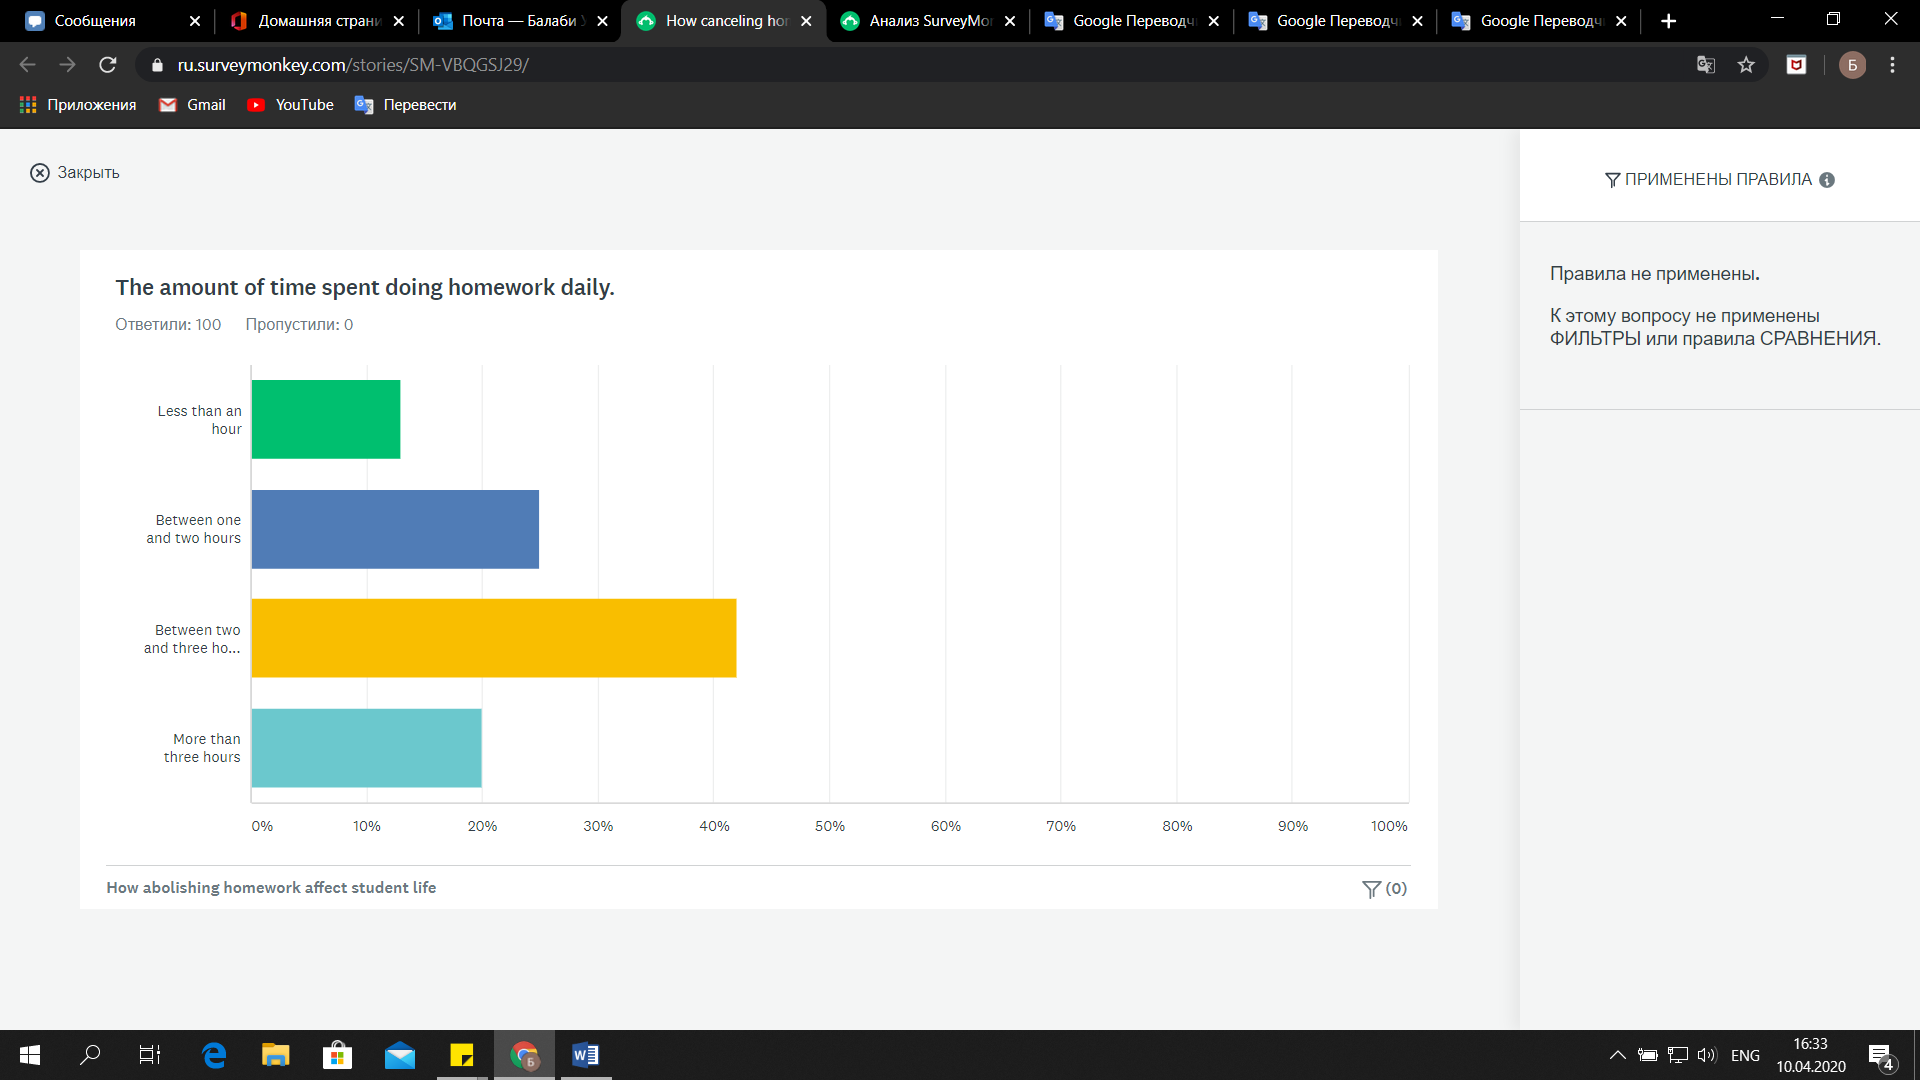 Сообщения
Домашняя страни
Почта — Балаби
How canceling ho
Анализ SurveyMo
Google Переводч
Google Переводч
Google Переводч
ru.surveymonkey.com/stories/SM-VBQGSJ29/
Б
Приложения
Gmail
YouTube
Перевести
Закрыть
ПРИМЕНЕНЫ ПРАВИЛА
Правила не применены.
К этому вопросу не применены
ФИЛЬТРЫ или правила СРАВНЕНИЯ.
The amount of time spent doing homework daily.
Ответили: 100 Пропустили: 0
Less than an
hour
Between one
and two hours
Between two
and three ho...
More than
three hours
0% 10% 20% 30% 40% 50% 60% 70% 80% 90% 100%
How abolishing homework affect student life
(0)
ENG
16:33
10.04.2020
4